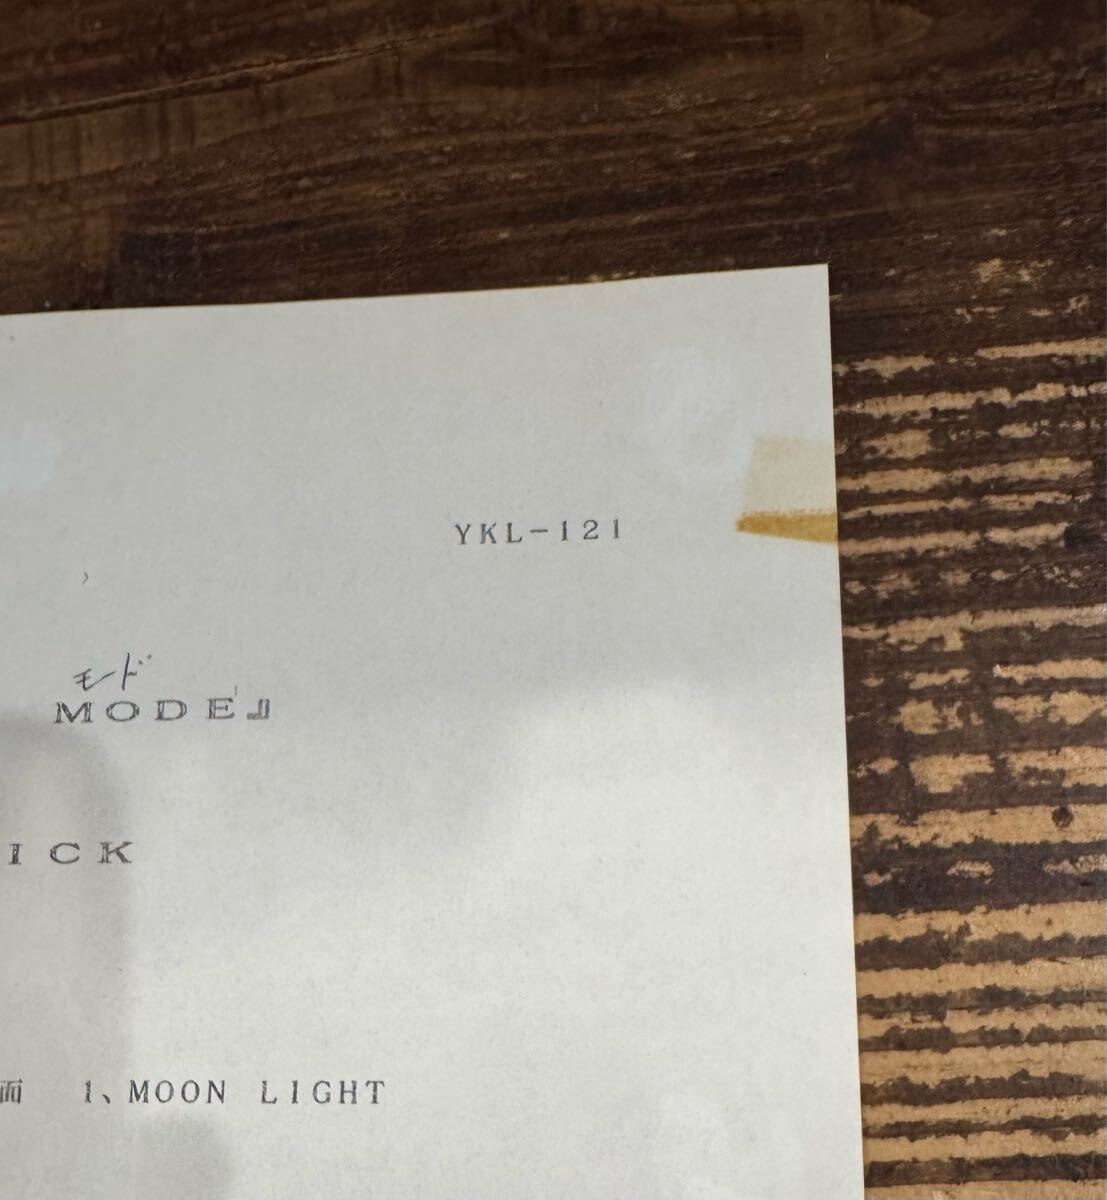 YKL-121
モード
MODE』
ICK
面 1、MOON LIGHT